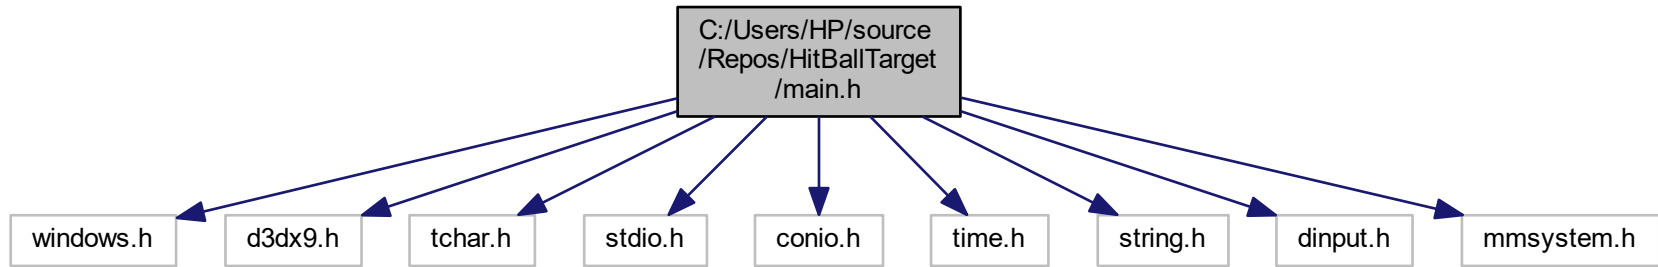 C:/Users/HP/source
/Repos/HitBallTarget
/main.h
windows.h
d3dx9.h
tchar.h
stdio.h
conio.h
time.h
string.h
dinput.h
mmsystem.h